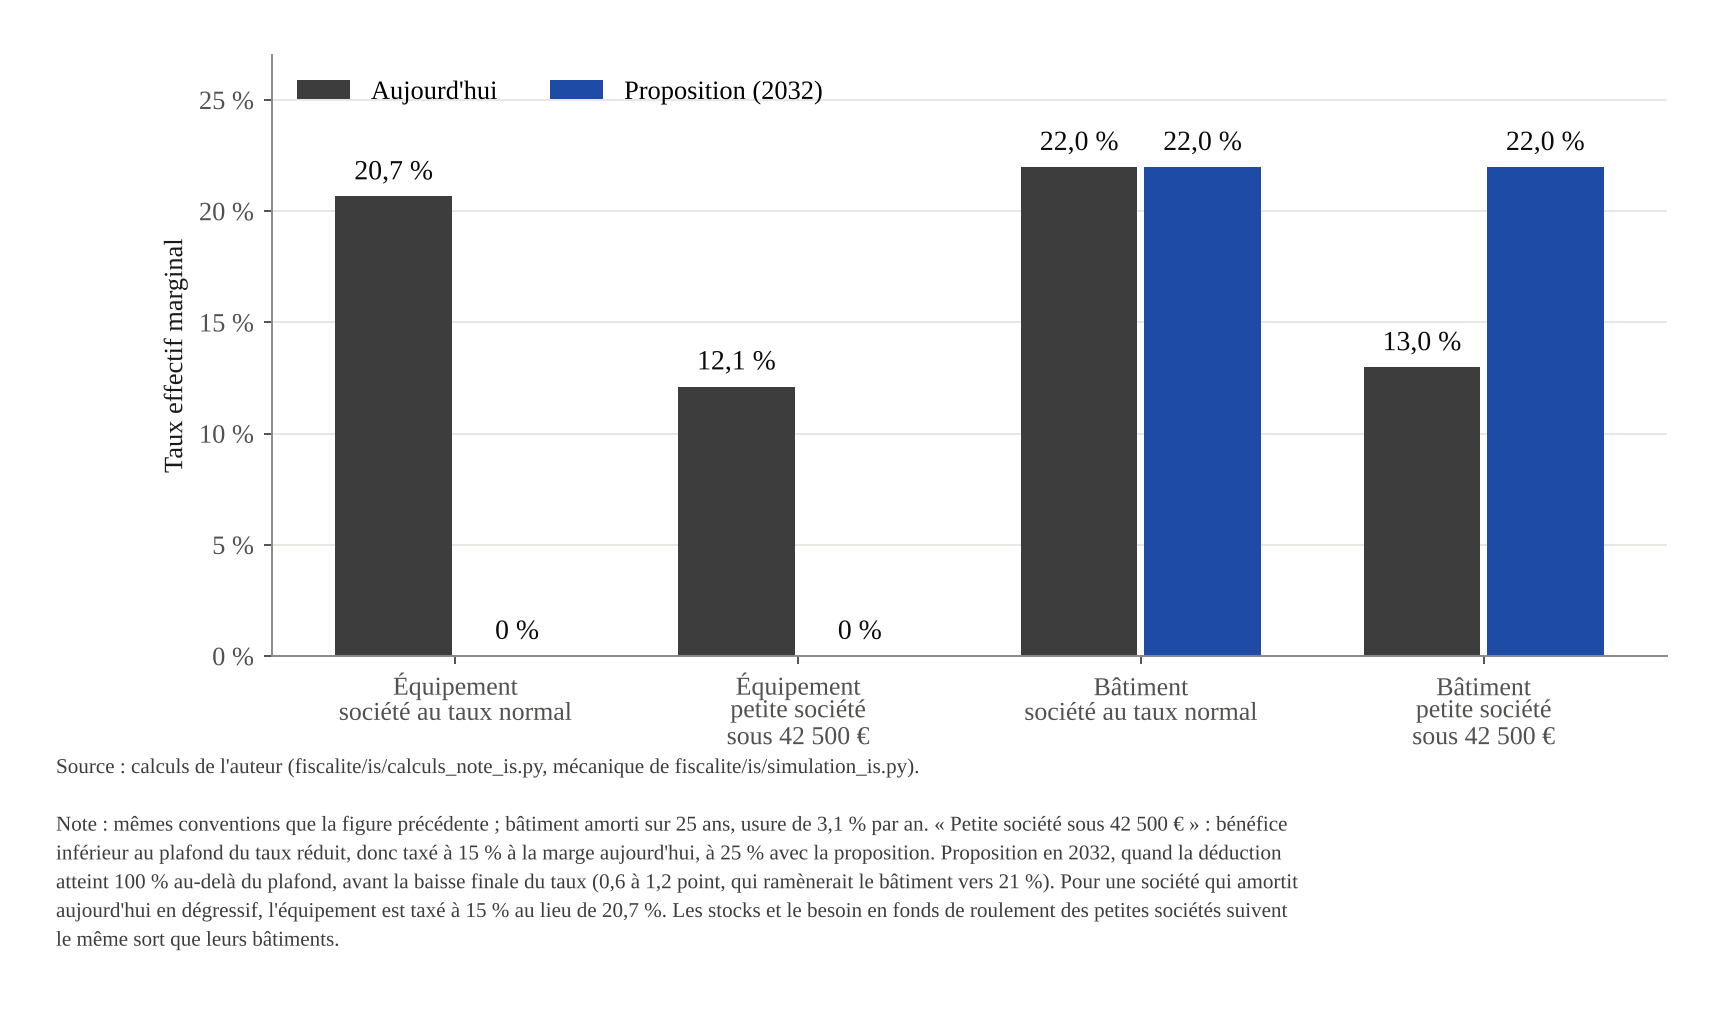 Aujourd'hui
Proposition (2032)
Taux effectif marginal
25 %
20 %
15 %
10 %
5 %
0 %
20,7 %
0 %
12,1 %
0 %
22,0 %
22,0 %
13,0 %
22,0 %
Équipement
société au taux normal
Équipement
petite société
sous 42 500 €
Bâtiment
société au taux normal
Bâtiment
petite société
sous 42 500 €
Source : calculs de l'auteur (fiscalite/is/calculs_note_is.py, mécanique de fiscalite/is/simulation_is.py).
Note : mêmes conventions que la figure précédente ; bâtiment amorti sur 25 ans, usure de 3,1 % par an. « Petite société sous 42 500 € » : bénéfice
inférieur au plafond du taux réduit, donc taxé à 15 % à la marge aujourd'hui, à 25 % avec la proposition. Proposition en 2032, quand la déduction
atteint 100 % au-delà du plafond, avant la baisse finale du taux (0,6 à 1,2 point, qui ramènerait le bâtiment vers 21 %). Pour une société qui amortit
aujourd'hui en dégressif, l'équipement est taxé à 15 % au lieu de 20,7 %. Les stocks et le besoin en fonds de roulement des petites sociétés suivent
le même sort que leurs bâtiments.